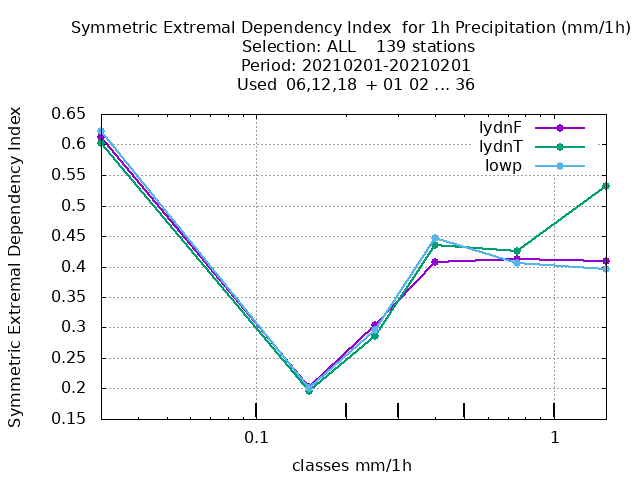 Symmetric Extremal Dependency Index  for 1h Precipitation (mm/1h)
Selection: ALL    139 stations
Period: 20210201-20210201
Used  06,12,18  + 01 02 ... 36
Symmetric Extremal Dependency Index
0.65
0.6
0.55
0.5
0.45
0.4
0.35
0.3
0.25
0.2
0.15
lydnF
lydnT
lowp
0.1
1
classes mm/1h